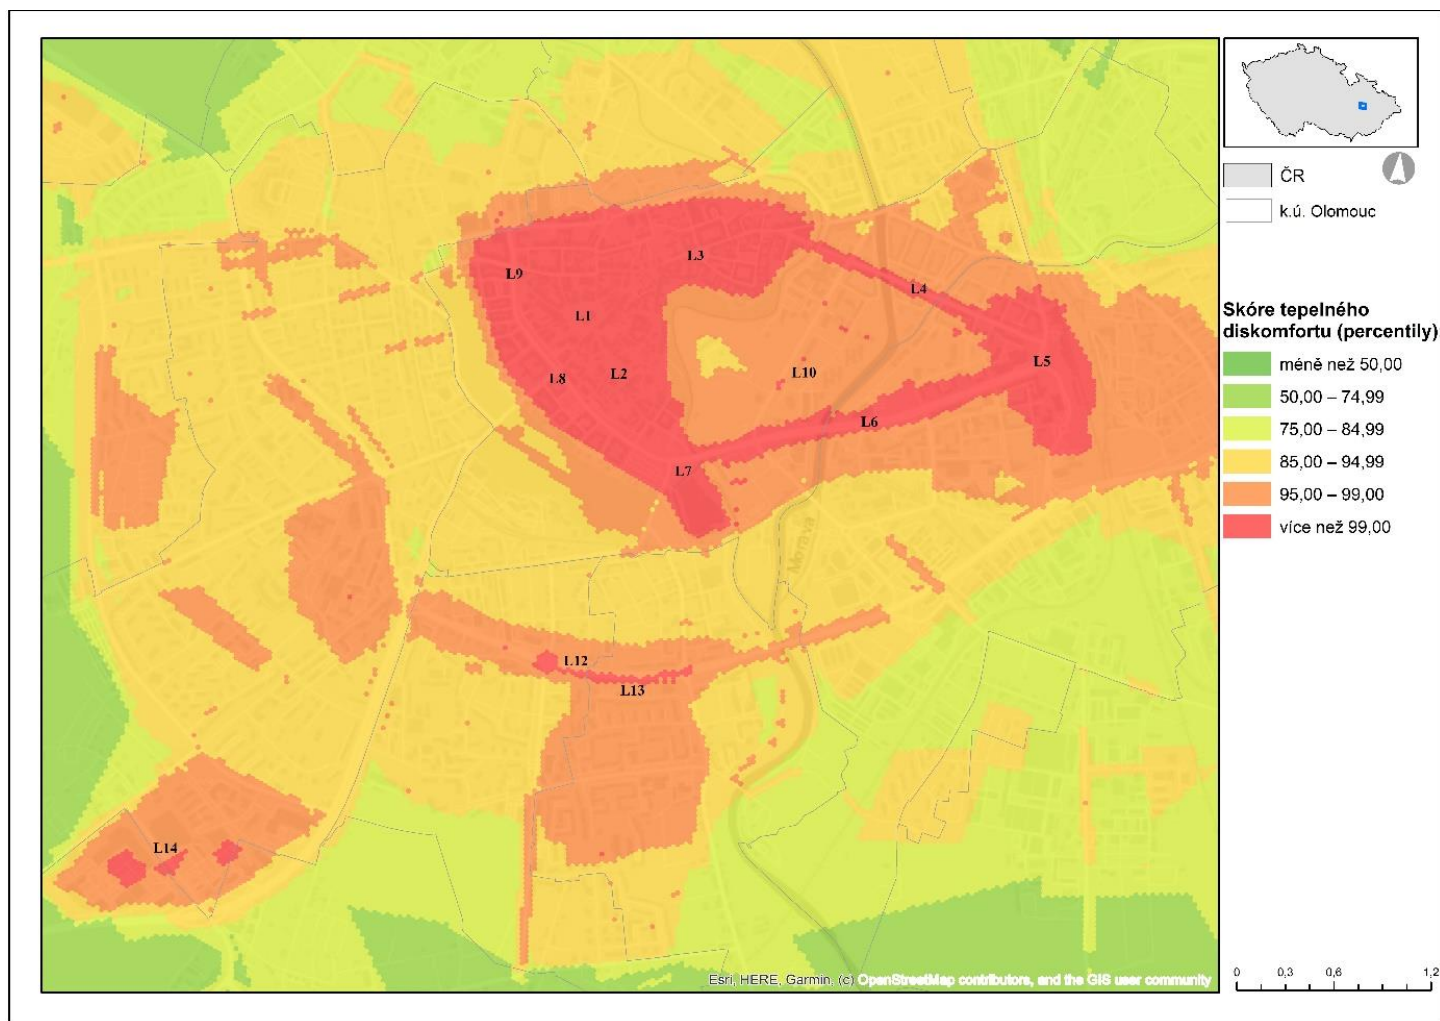 ČR
k.ú. Olomouc
Skóre tepelného
diskomfortu (percentily)
méně než 50,00
50,00 – 74,99
75,00 – 84,99
85,00 – 94,99
95,00 – 99,00
více než 99,00
L3
L9
L4
L1
L5
L2
L8
L10
L6
L7
Morava
L12
L13
L14
Esri, HERE, Garmin, (c) OpenStreetMap contributors, and the GIS user community
0 0,3 0,6 1,2